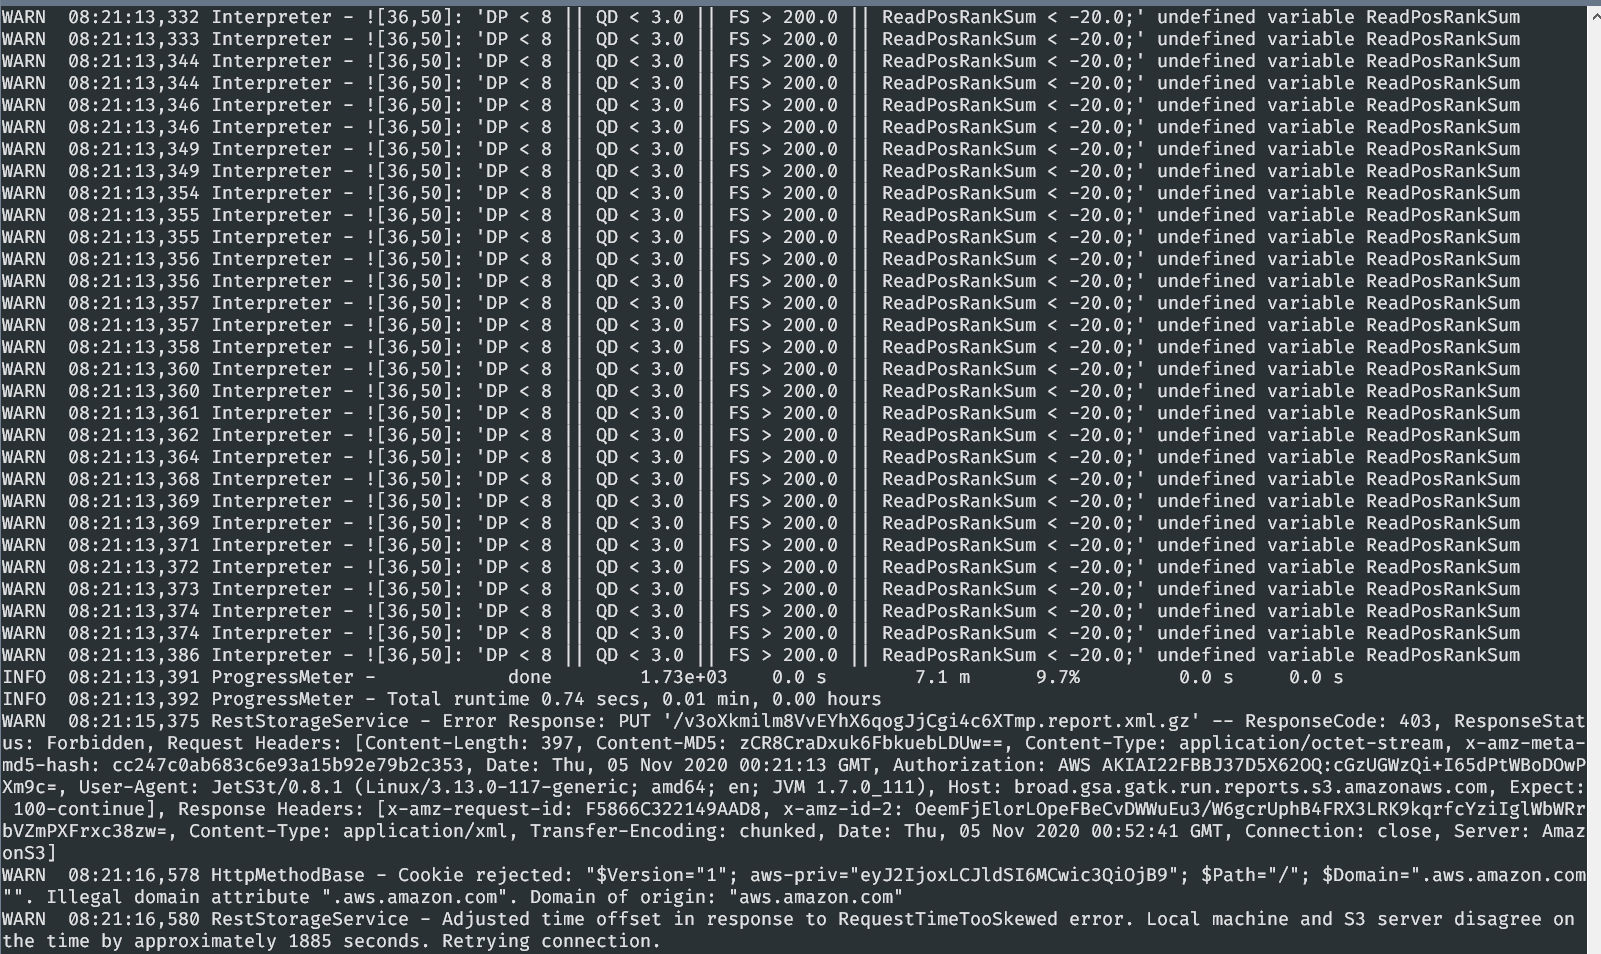 WARN  08:21:13,332 Interpreter - ![36,50]: 'DP < 8 || QD < 3.0 || FS > 200.0 || ReadPosRankSum < -20.0;' undefined variable ReadPosRankSum
WARN  08:21:13,333 Interpreter - ![36,50]: 'DP < 8 || QD < 3.0 || FS > 200.0 || ReadPosRankSum < -20.0;' undefined variable ReadPosRankSum
WARN  08:21:13,344 Interpreter - ![36,50]: 'DP < 8 || QD < 3.0 || FS > 200.0 || ReadPosRankSum < -20.0;' undefined variable ReadPosRankSum
WARN  08:21:13,344 Interpreter - ![36,50]: 'DP < 8 || QD < 3.0 || FS > 200.0 || ReadPosRankSum < -20.0;' undefined variable ReadPosRankSum
WARN  08:21:13,346 Interpreter - ![36,50]: 'DP < 8 || QD < 3.0 || FS > 200.0 || ReadPosRankSum < -20.0;' undefined variable ReadPosRankSum
WARN  08:21:13,346 Interpreter - ![36,50]: 'DP < 8 || QD < 3.0 || FS > 200.0 || ReadPosRankSum < -20.0;' undefined variable ReadPosRankSum
WARN  08:21:13,349 Interpreter - ![36,50]: 'DP < 8 || QD < 3.0 || FS > 200.0 || ReadPosRankSum < -20.0;' undefined variable ReadPosRankSum
WARN  08:21:13,349 Interpreter - ![36,50]: 'DP < 8 || QD < 3.0 || FS > 200.0 || ReadPosRankSum < -20.0;' undefined variable ReadPosRankSum
WARN  08:21:13,354 Interpreter - ![36,50]: 'DP < 8 || QD < 3.0 || FS > 200.0 || ReadPosRankSum < -20.0;' undefined variable ReadPosRankSum
WARN  08:21:13,355 Interpreter - ![36,50]: 'DP < 8 || QD < 3.0 || FS > 200.0 || ReadPosRankSum < -20.0;' undefined variable ReadPosRankSum
WARN  08:21:13,355 Interpreter - ![36,50]: 'DP < 8 || QD < 3.0 || FS > 200.0 || ReadPosRankSum < -20.0;' undefined variable ReadPosRankSum
WARN  08:21:13,356 Interpreter - ![36,50]: 'DP < 8 || QD < 3.0 || FS > 200.0 || ReadPosRankSum < -20.0;' undefined variable ReadPosRankSum
WARN  08:21:13,356 Interpreter - ![36,50]: 'DP < 8 || QD < 3.0 || FS > 200.0 || ReadPosRankSum < -20.0;' undefined variable ReadPosRankSum
WARN  08:21:13,357 Interpreter - ![36,50]: 'DP < 8 || QD < 3.0 || FS > 200.0 || ReadPosRankSum < -20.0;' undefined variable ReadPosRankSum
WARN  08:21:13,357 Interpreter - ![36,50]: 'DP < 8 || QD < 3.0 || FS > 200.0 || ReadPosRankSum < -20.0;' undefined variable ReadPosRankSum
WARN  08:21:13,358 Interpreter - ![36,50]: 'DP < 8 || QD < 3.0 || FS > 200.0 || ReadPosRankSum < -20.0;' undefined variable ReadPosRankSum
WARN  08:21:13,360 Interpreter - ![36,50]: 'DP < 8 || QD < 3.0 || FS > 200.0 || ReadPosRankSum < -20.0;' undefined variable ReadPosRankSum
WARN  08:21:13,360 Interpreter - ![36,50]: 'DP < 8 || QD < 3.0 || FS > 200.0 || ReadPosRankSum < -20.0;' undefined variable ReadPosRankSum
WARN  08:21:13,361 Interpreter - ![36,50]: 'DP < 8 || QD < 3.0 || FS > 200.0 || ReadPosRankSum < -20.0;' undefined variable ReadPosRankSum
WARN  08:21:13,362 Interpreter - ![36,50]: 'DP < 8 || QD < 3.0 || FS > 200.0 || ReadPosRankSum < -20.0;' undefined variable ReadPosRankSum
WARN  08:21:13,364 Interpreter - ![36,50]: 'DP < 8 || QD < 3.0 || FS > 200.0 || ReadPosRankSum < -20.0;' undefined variable ReadPosRankSum
WARN  08:21:13,368 Interpreter - ![36,50]: 'DP < 8 || QD < 3.0 || FS > 200.0 || ReadPosRankSum < -20.0;' undefined variable ReadPosRankSum
WARN  08:21:13,369 Interpreter - ![36,50]: 'DP < 8 || QD < 3.0 || FS > 200.0 || ReadPosRankSum < -20.0;' undefined variable ReadPosRankSum
WARN  08:21:13,369 Interpreter - ![36,50]: 'DP < 8 || QD < 3.0 || FS > 200.0 || ReadPosRankSum < -20.0;' undefined variable ReadPosRankSum
WARN  08:21:13,371 Interpreter - ![36,50]: 'DP < 8 || QD < 3.0 || FS > 200.0 || ReadPosRankSum < -20.0;' undefined variable ReadPosRankSum
WARN  08:21:13,372 Interpreter - ![36,50]: 'DP < 8 || QD < 3.0 || FS > 200.0 || ReadPosRankSum < -20.0;' undefined variable ReadPosRankSum
WARN  08:21:13,373 Interpreter - ![36,50]: 'DP < 8 || QD < 3.0 || FS > 200.0 || ReadPosRankSum < -20.0;' undefined variable ReadPosRankSum
WARN  08:21:13,374 Interpreter - ![36,50]: 'DP < 8 || QD < 3.0 || FS > 200.0 || ReadPosRankSum < -20.0;' undefined variable ReadPosRankSum
WARN  08:21:13,374 Interpreter - ![36,50]: 'DP < 8 || QD < 3.0 || FS > 200.0 || ReadPosRankSum < -20.0;' undefined variable ReadPosRankSum
WARN  08:21:13,386 Interpreter - ![36,50]: 'DP < 8 || QD < 3.0 || FS > 200.0 || ReadPosRankSum < -20.0;' undefined variable ReadPosRankSum
INFO  08:21:13,391 ProgressMeter -            done        1.73e+03    0.0 s        7.1 m      9.7%         0.0 s     0.0 s
INFO  08:21:13,392 ProgressMeter - Total runtime 0.74 secs, 0.01 min, 0.00 hours
WARN  08:21:15,375 RestStorageService - Error Response: PUT '/v3oXkmilm8VvEYhX6qogJjCgi4c6XTmp.report.xml.gz' -- ResponseCode: 403, ResponseStat
us: Forbidden, Request Headers: [Content-Length: 397, Content-MD5: zCR8CraDxuk6FbkuebLDUw==, Content-Type: application/octet-stream, x-amz-meta-
md5-hash: cc247c0ab683c6e93a15b92e79b2c353, Date: Thu, 05 Nov 2020 00:21:13 GMT, Authorization: AWS AKIAI22FBBJ37D5X62OQ:cGzUGWzQi+I65dPtWBoDOwP
Xm9c=, User-Agent: JetS3t/0.8.1 (Linux/3.13.0-117-generic; amd64; en; JVM 1.7.0_111), Host: broad.gsa.gatk.run.reports.s3.amazonaws.com, Expect:
 100-continue], Response Headers: [x-amz-request-id: F5866C322149AAD8, x-amz-id-2: OeemFjElorLOpeFBeCvDWWuEu3/W6gcrUphB4FRX3LRK9kqrfcYziIglWbWRr
bVZmPXFrxc38zw=, Content-Type: application/xml, Transfer-Encoding: chunked, Date: Thu, 05 Nov 2020 00:52:41 GMT, Connection: close, Server: Amaz
onS3]
WARN  08:21:16,578 HttpMethodBase - Cookie rejected: "$Version="1"; aws-priv="eyJ2IjoxLCJldSI6MCwic3QiOjB9"; $Path="/"; $Domain=".aws.amazon.com
"". Illegal domain attribute ".aws.amazon.com". Domain of origin: "aws.amazon.com"
WARN  08:21:16,580 RestStorageService - Adjusted time offset in response to RequestTimeTooSkewed error. Local machine and S3 server disagree on
the time by approximately 1885 seconds. Retrying connection.